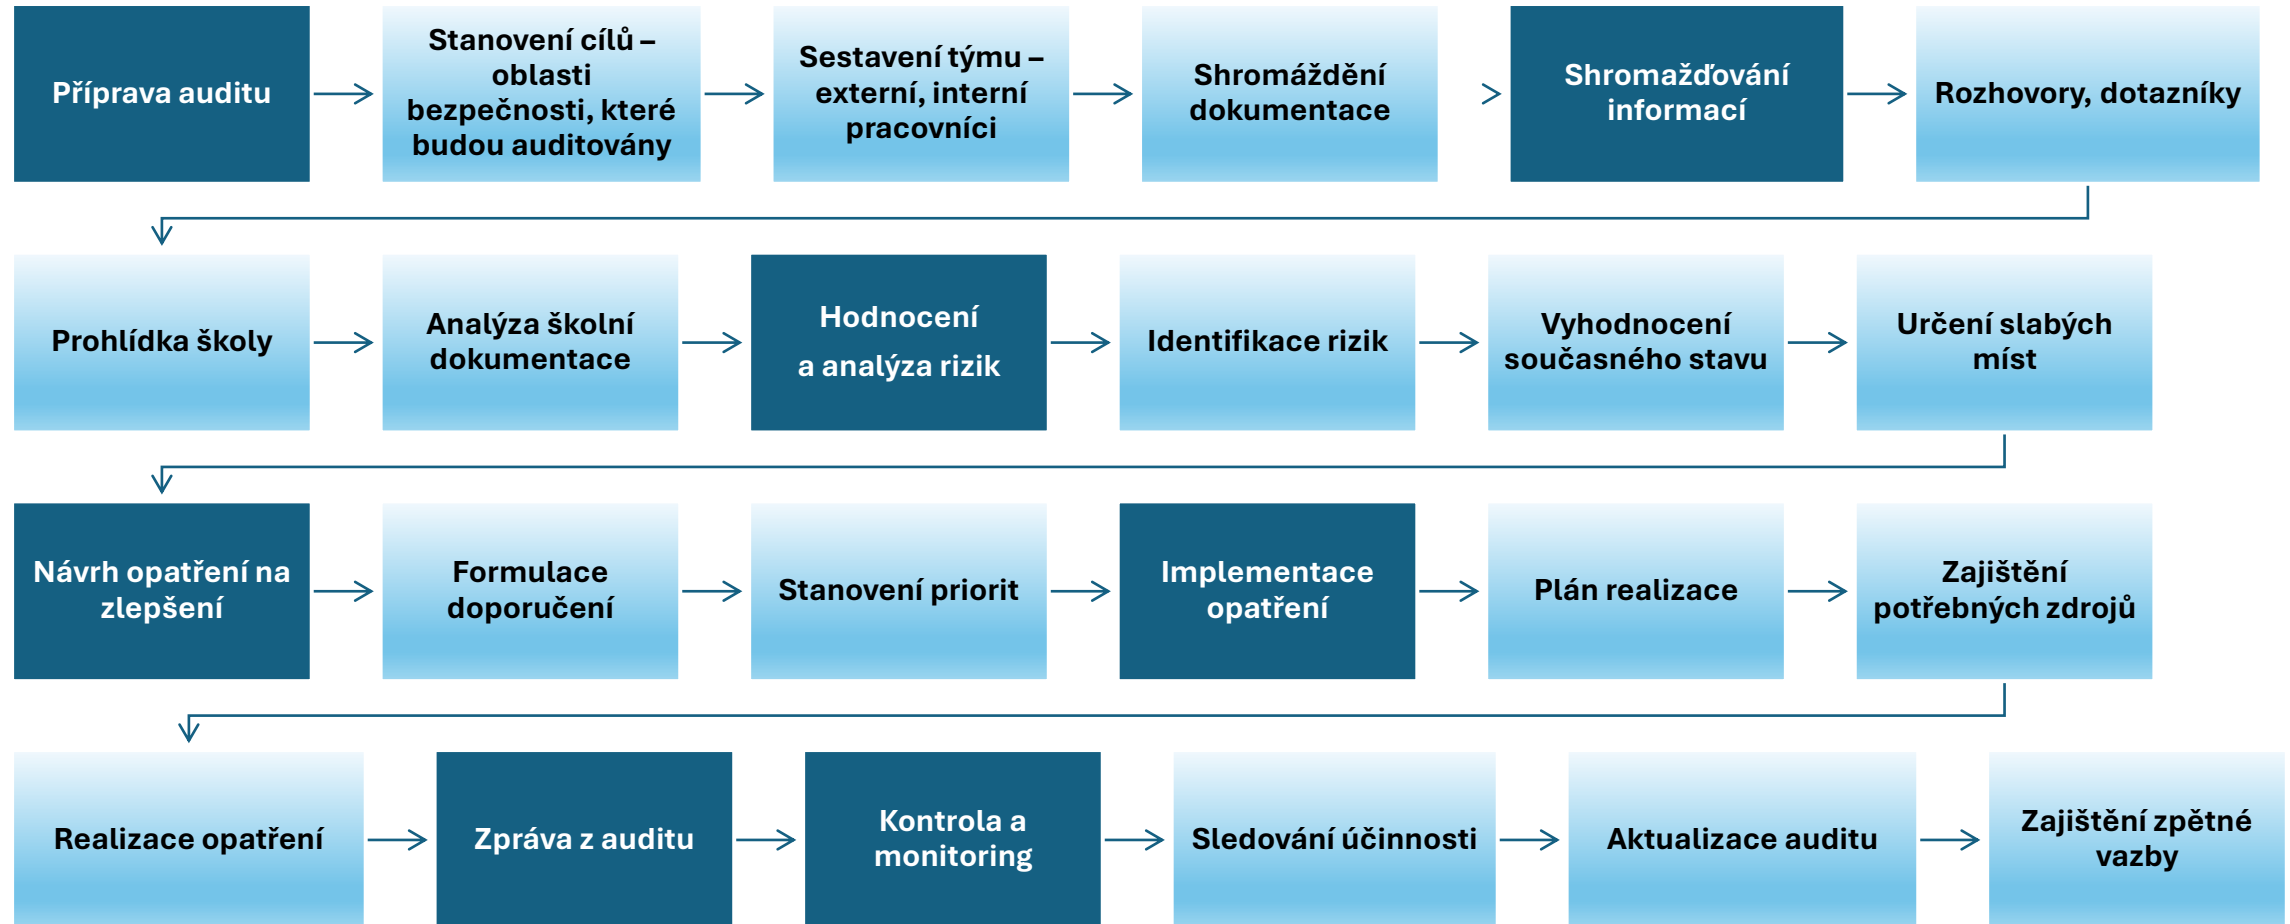 Příprava auditu
Stanovení cílů –
oblasti
bezpečnosti, které
budou auditovány
Sestavení týmu –
externí, interní
pracovníci
Shromáždění
dokumentace
Shromažďování
informací
Rozhovory, dotazníky
Prohlídka školy
Analýza školní
dokumentace
Hodnocení
a analýza rizik
Identifikace rizik
Vyhodnocení
současného stavu
Určení slabých
míst
Návrh opatření na
zlepšení
Formulace
doporučení
Stanovení priorit
Implementace
opatření
Plán realizace
Zajištění
potřebných zdrojů
Realizace opatření
Zpráva z auditu
Kontrola a
monitoring
Sledování účinnosti
Aktualizace auditu
Zajištění zpětné
vazby